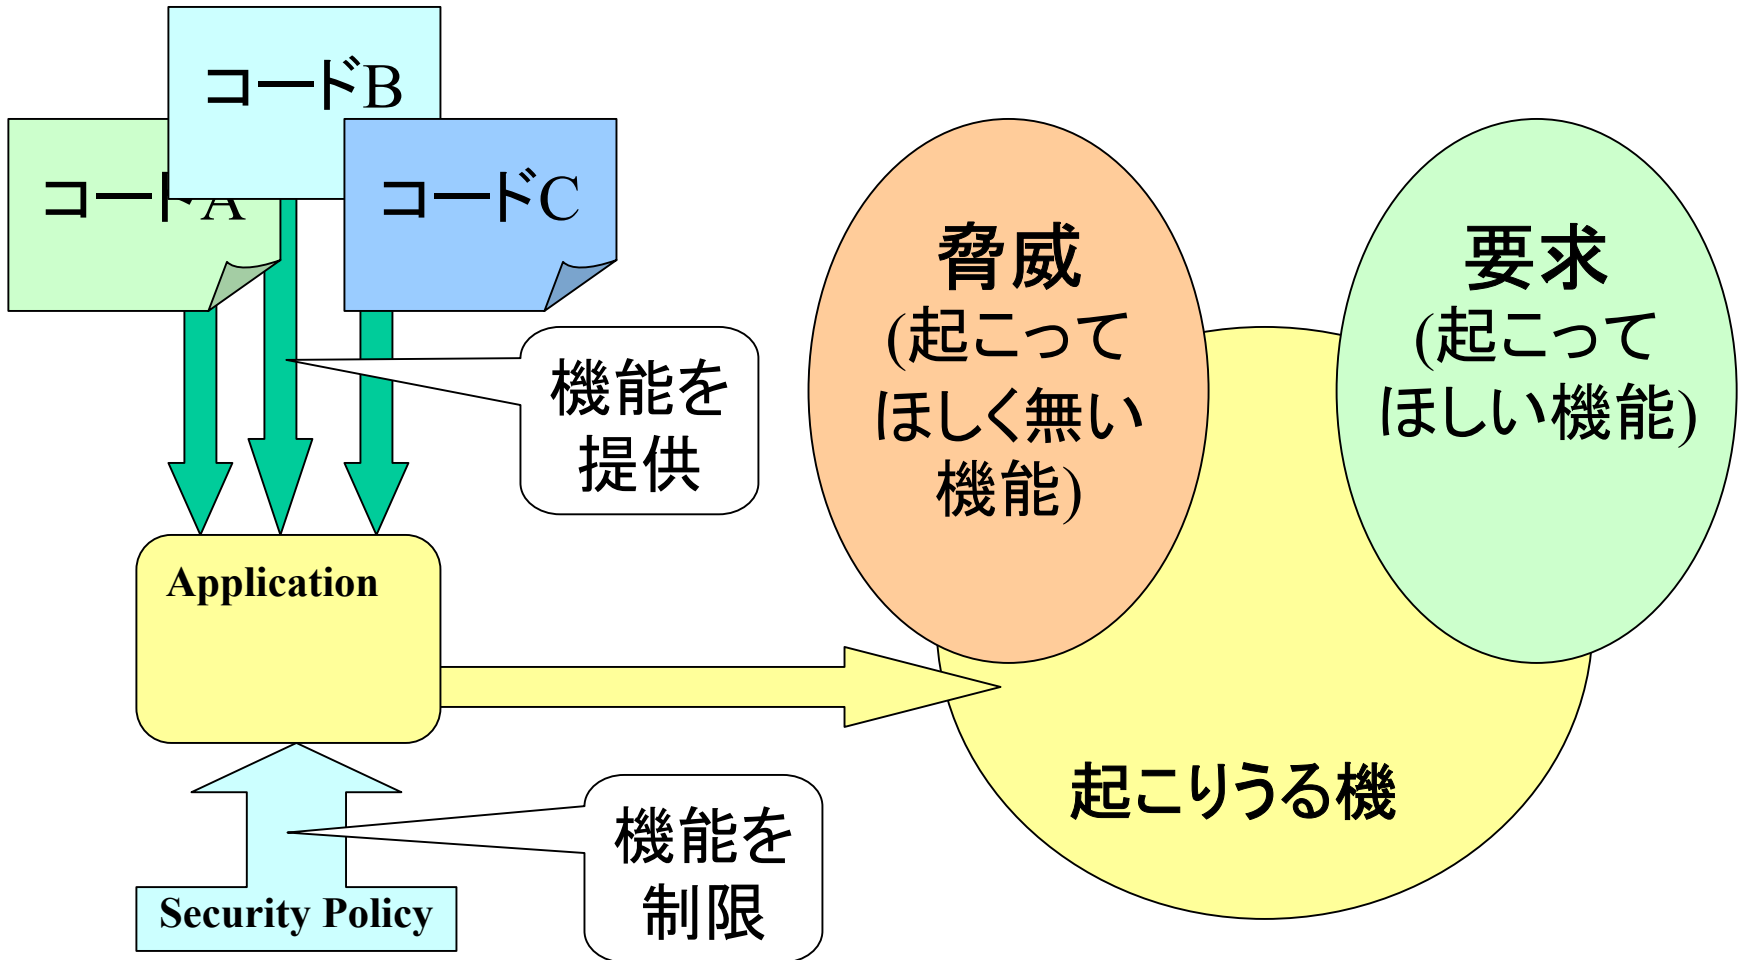 コードB
コードA
コードC
機能を
提供
Application
Security Policy
機能を
制限
脅威
(起こって
ほしく無い
機能)
要求
(起こって
ほしい機能)
起こりうる機